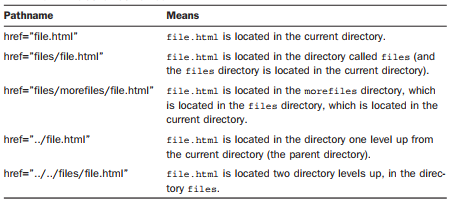 Pathname Means
href="file.html" file.html is located in the current directory.
href="files/file.html" file.html is located in the directory called files (and
the files directory is located in the current directory).
href="files/morefiles/file.html" file.html is located in the morefiles directory, which
is located in the files directory, which is located in the
current directory.
href="../file.html" file.html is located in the directory one level up from
the current directory (the parent directory).
href="../../files/file.html" file.html is located two directory levels up, in the direc-
tory files.